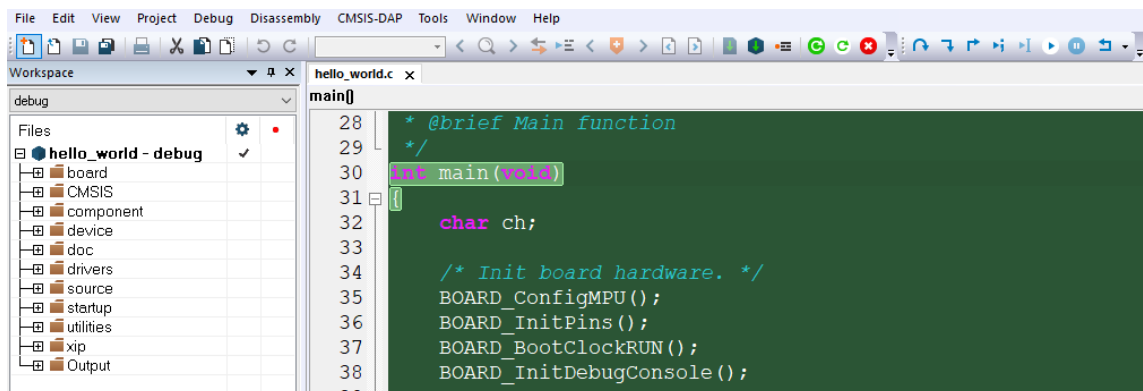 File Edit View Project Debug Disassembly CMSIS-DAP Tools Window Help
Workspace
debug
Files
hello_world - debug
board
CMSIS
component
device
doc
drivers
source
startup
utilities
xip
Output
hello_world.c
main()
28 * @brief Main function
29 */
30 int main(void)
31 {
32 char ch;
33
34 /* Init board hardware. */
35 BOARD_ConfigMPU();
36 BOARD_InitPins();
37 BOARD_BootClockRUN();
38 BOARD_InitDebugConsole();